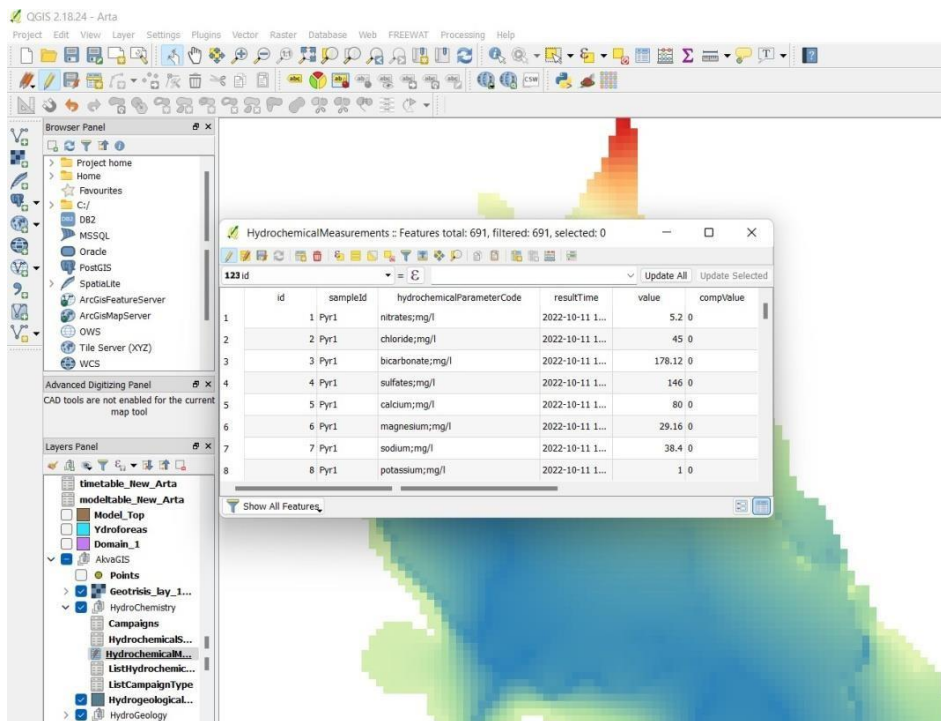 QGIS 2.18.24 - Arta
Project Edit View Layer Settings Plugins Vector Raster Database Web FREEWAT Processing Help
Browser Panel
Project home
Home
Favourites
C:/
DB2
MSSQL
Oracle
PostGIS
SpatiaLite
ArcGisFeatureServer
ArcGisMapServer
OWS
Tile Server (XYZ)
WCS
Advanced Digitizing Panel
CAD tools are not enabled for the current
map tool
Layers Panel
timetable_New_Arta
modeltable_New_Arta
Model_Top
Ydroforeas
Domain_1
AkvaGIS
Points
Geotrisis_lay_1...
HydroChemistry
Campaigns
HydrochemicalS...
HydrochemicalM...
ListHydrochemic...
ListCampaignType
Hydrogeological...
HydroGeology
HydrochemicalMeasurements :: Features total: 691, filtered: 691, selected: 0
123 id = ε Update All Update Selected
id sampleId hydrochemicalParameterCode resultTime value compValue
1 1 Pyr1 nitrates;mg/l 2022-10-11 1... 5.2 0
2 2 Pyr1 chloride;mg/l 2022-10-11 1... 45 0
3 3 Pyr1 bicarbonate;mg/l 2022-10-11 1... 178.12 0
4 4 Pyr1 sulfates;mg/l 2022-10-11 1... 146 0
5 5 Pyr1 calcium;mg/l 2022-10-11 1... 80 0
6 6 Pyr1 magnesium;mg/l 2022-10-11 1... 29.16 0
7 7 Pyr1 sodium;mg/l 2022-10-11 1... 38.4 0
8 8 Pyr1 potassium;mg/l 2022-10-11 1... 1 0
Show All Features